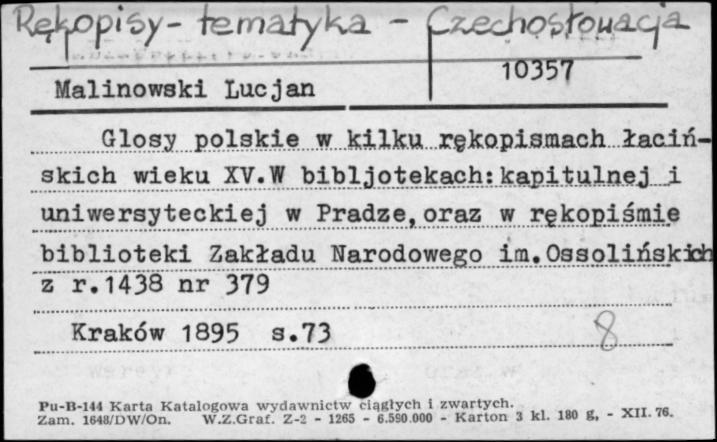 Rękopisy - tematyka - Czechosłowacja
10357
Malinowski Lucjan
Glosy polskie w kilku rękopismach łaciń-
skich wieku XV.W bibljotekach:kapitulnej i
uniwersyteckiej w Pradze,oraz w rękopiśmie
biblioteki Zakładu Narodowego im.Ossolińskich
z r.1438 nr 379
Kraków 1895 s.73
8
Pu-B-144 Karta Katalogowa wydawnictw ciągłych i zwartych.
Zam. 1648/DW/On. W.Z.Graf. Z-2 - 1265 - 6.590.000 - Karton 3 kl. 180 g. - XII. 76.